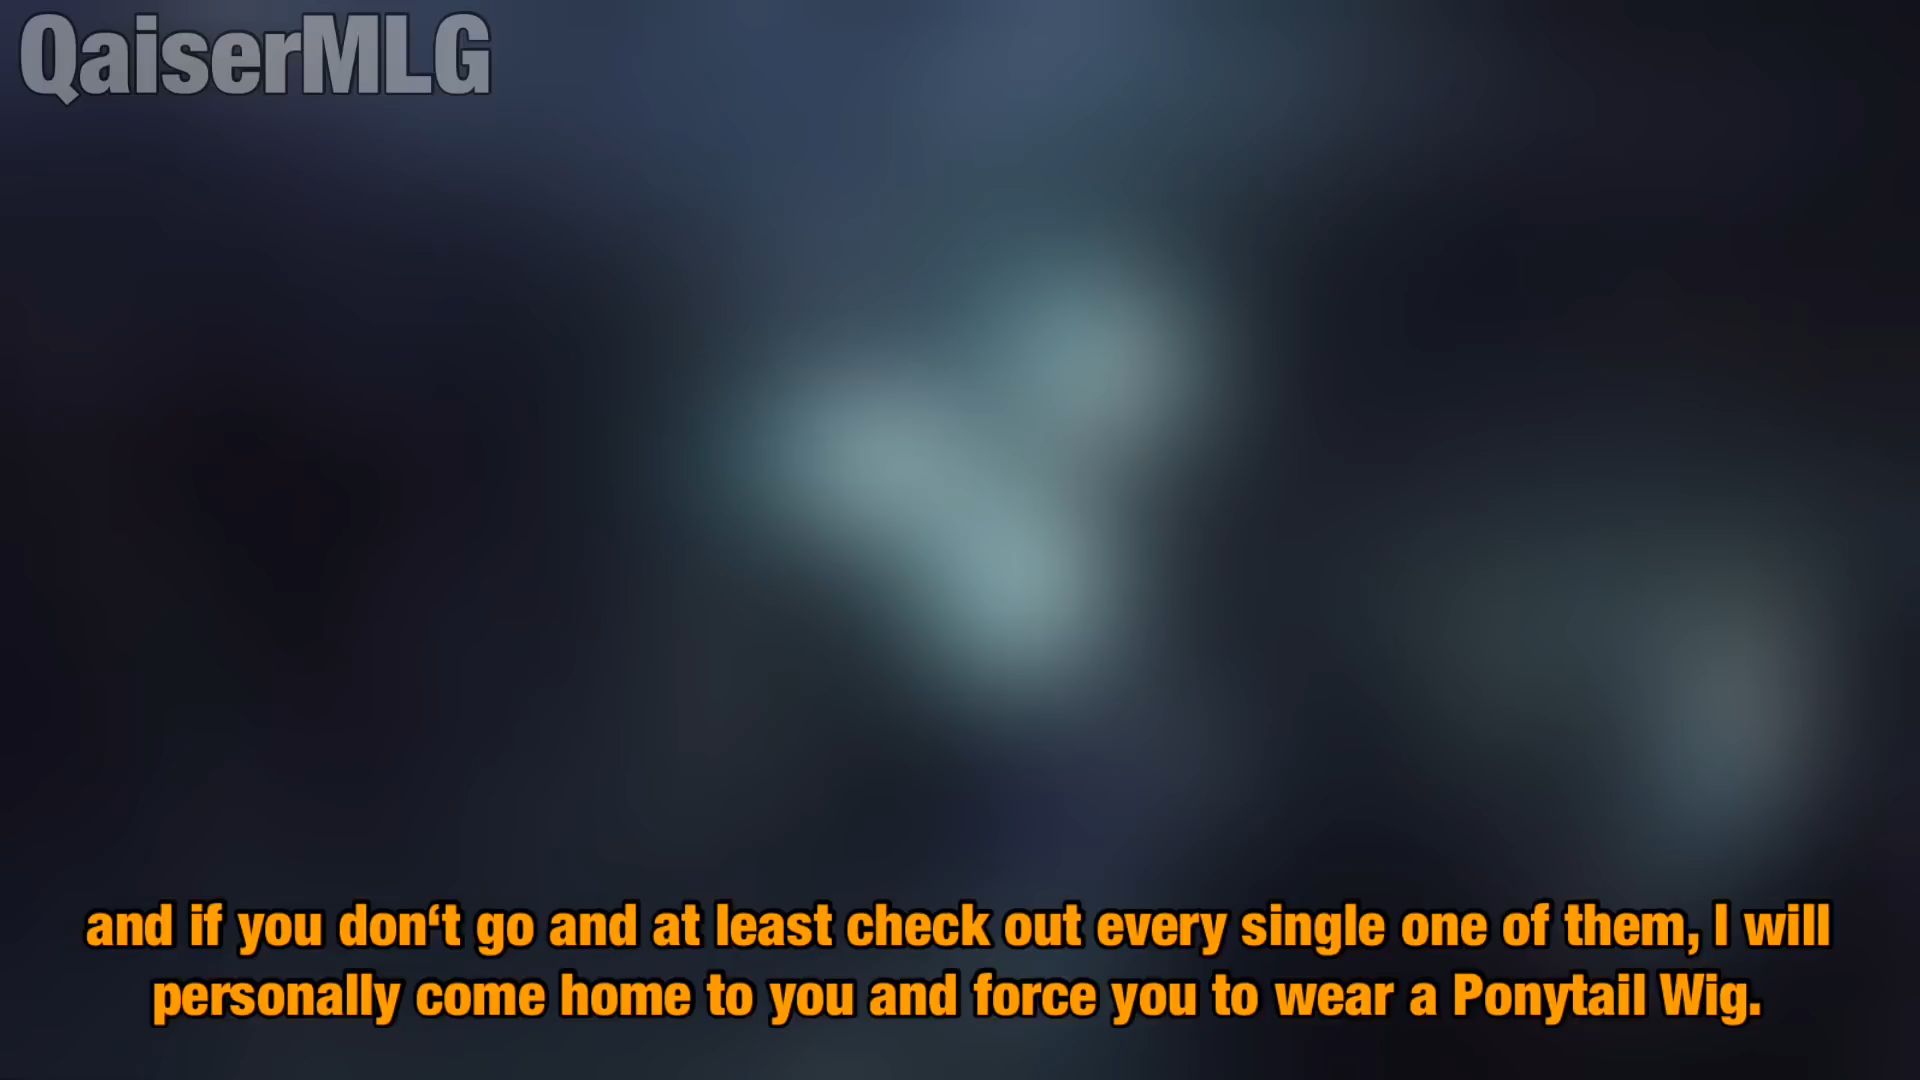 QaiserMLG
and if you don‘t go and at least check out every single one of them, I will
personally come home to you and force you to wear a Ponytail Wig.